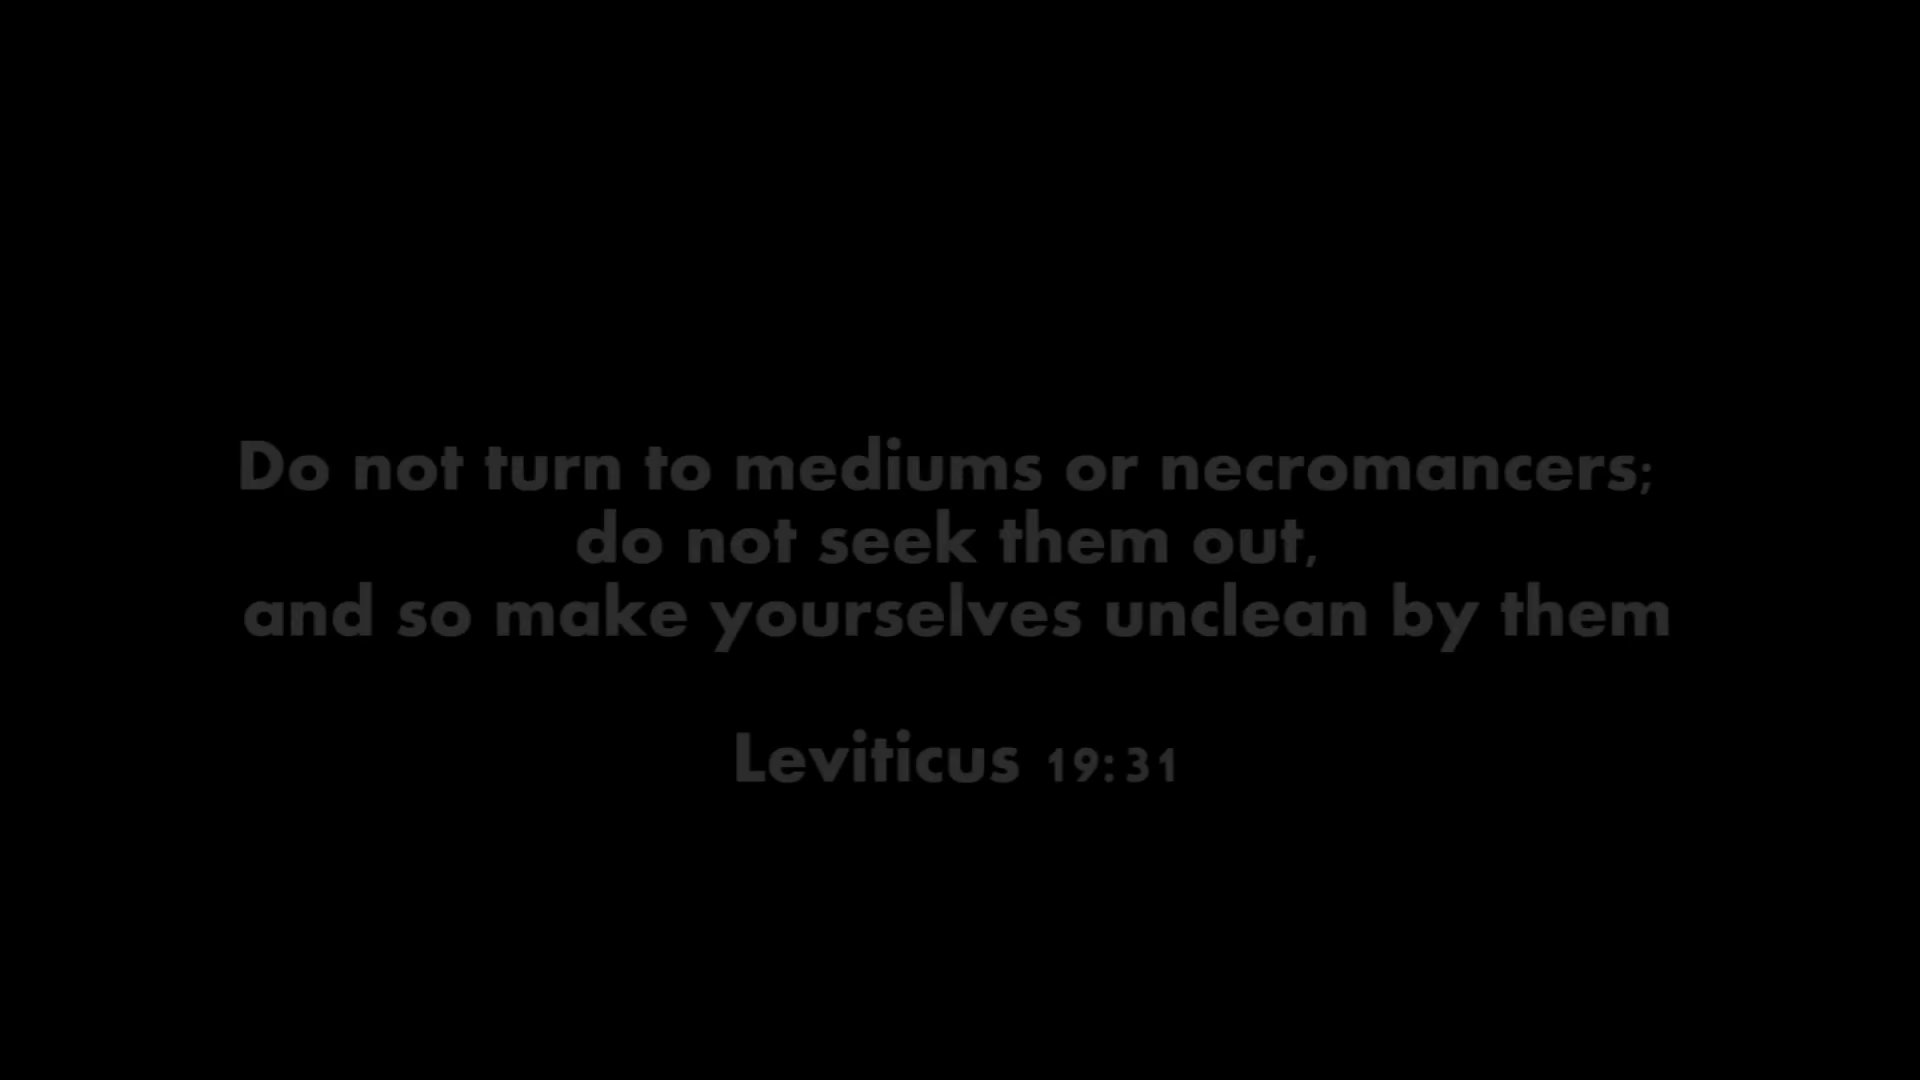 Do not turn to mediums or necromancers;
do not seek them out,
and so make yourselves unclean by them
Leviticus 19:31